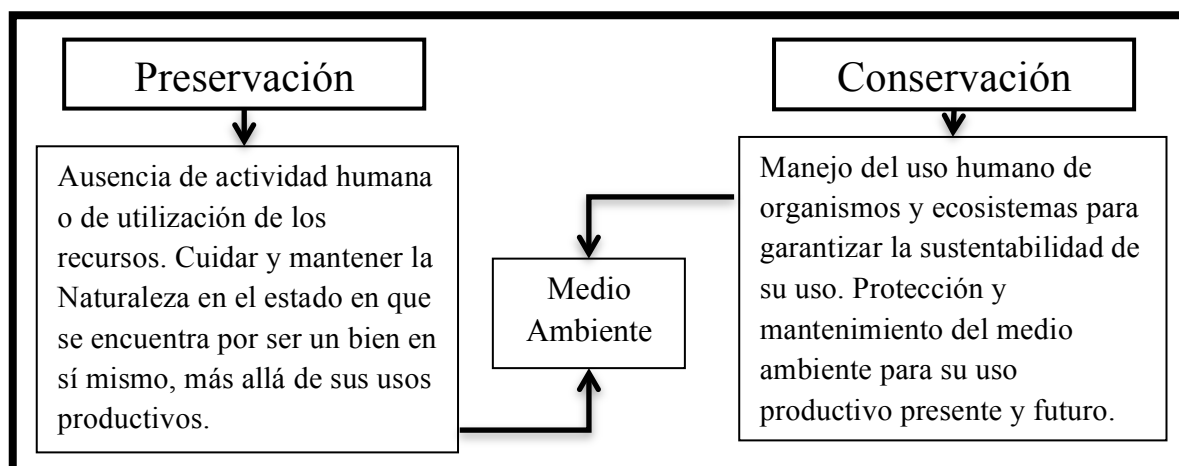 Preservación
Ausencia de actividad humana
o de utilización de los
recursos. Cuidar y mantener la
Naturaleza en el estado en que
se encuentra por ser un bien en
sí mismo, más allá de sus usos
productivos.
Medio
Ambiente
Conservación
Manejo del uso humano de
organismos y ecosistemas para
garantizar la sustentabilidad de
su uso. Protección y
mantenimiento del medio
ambiente para su uso
productivo presente y futuro.